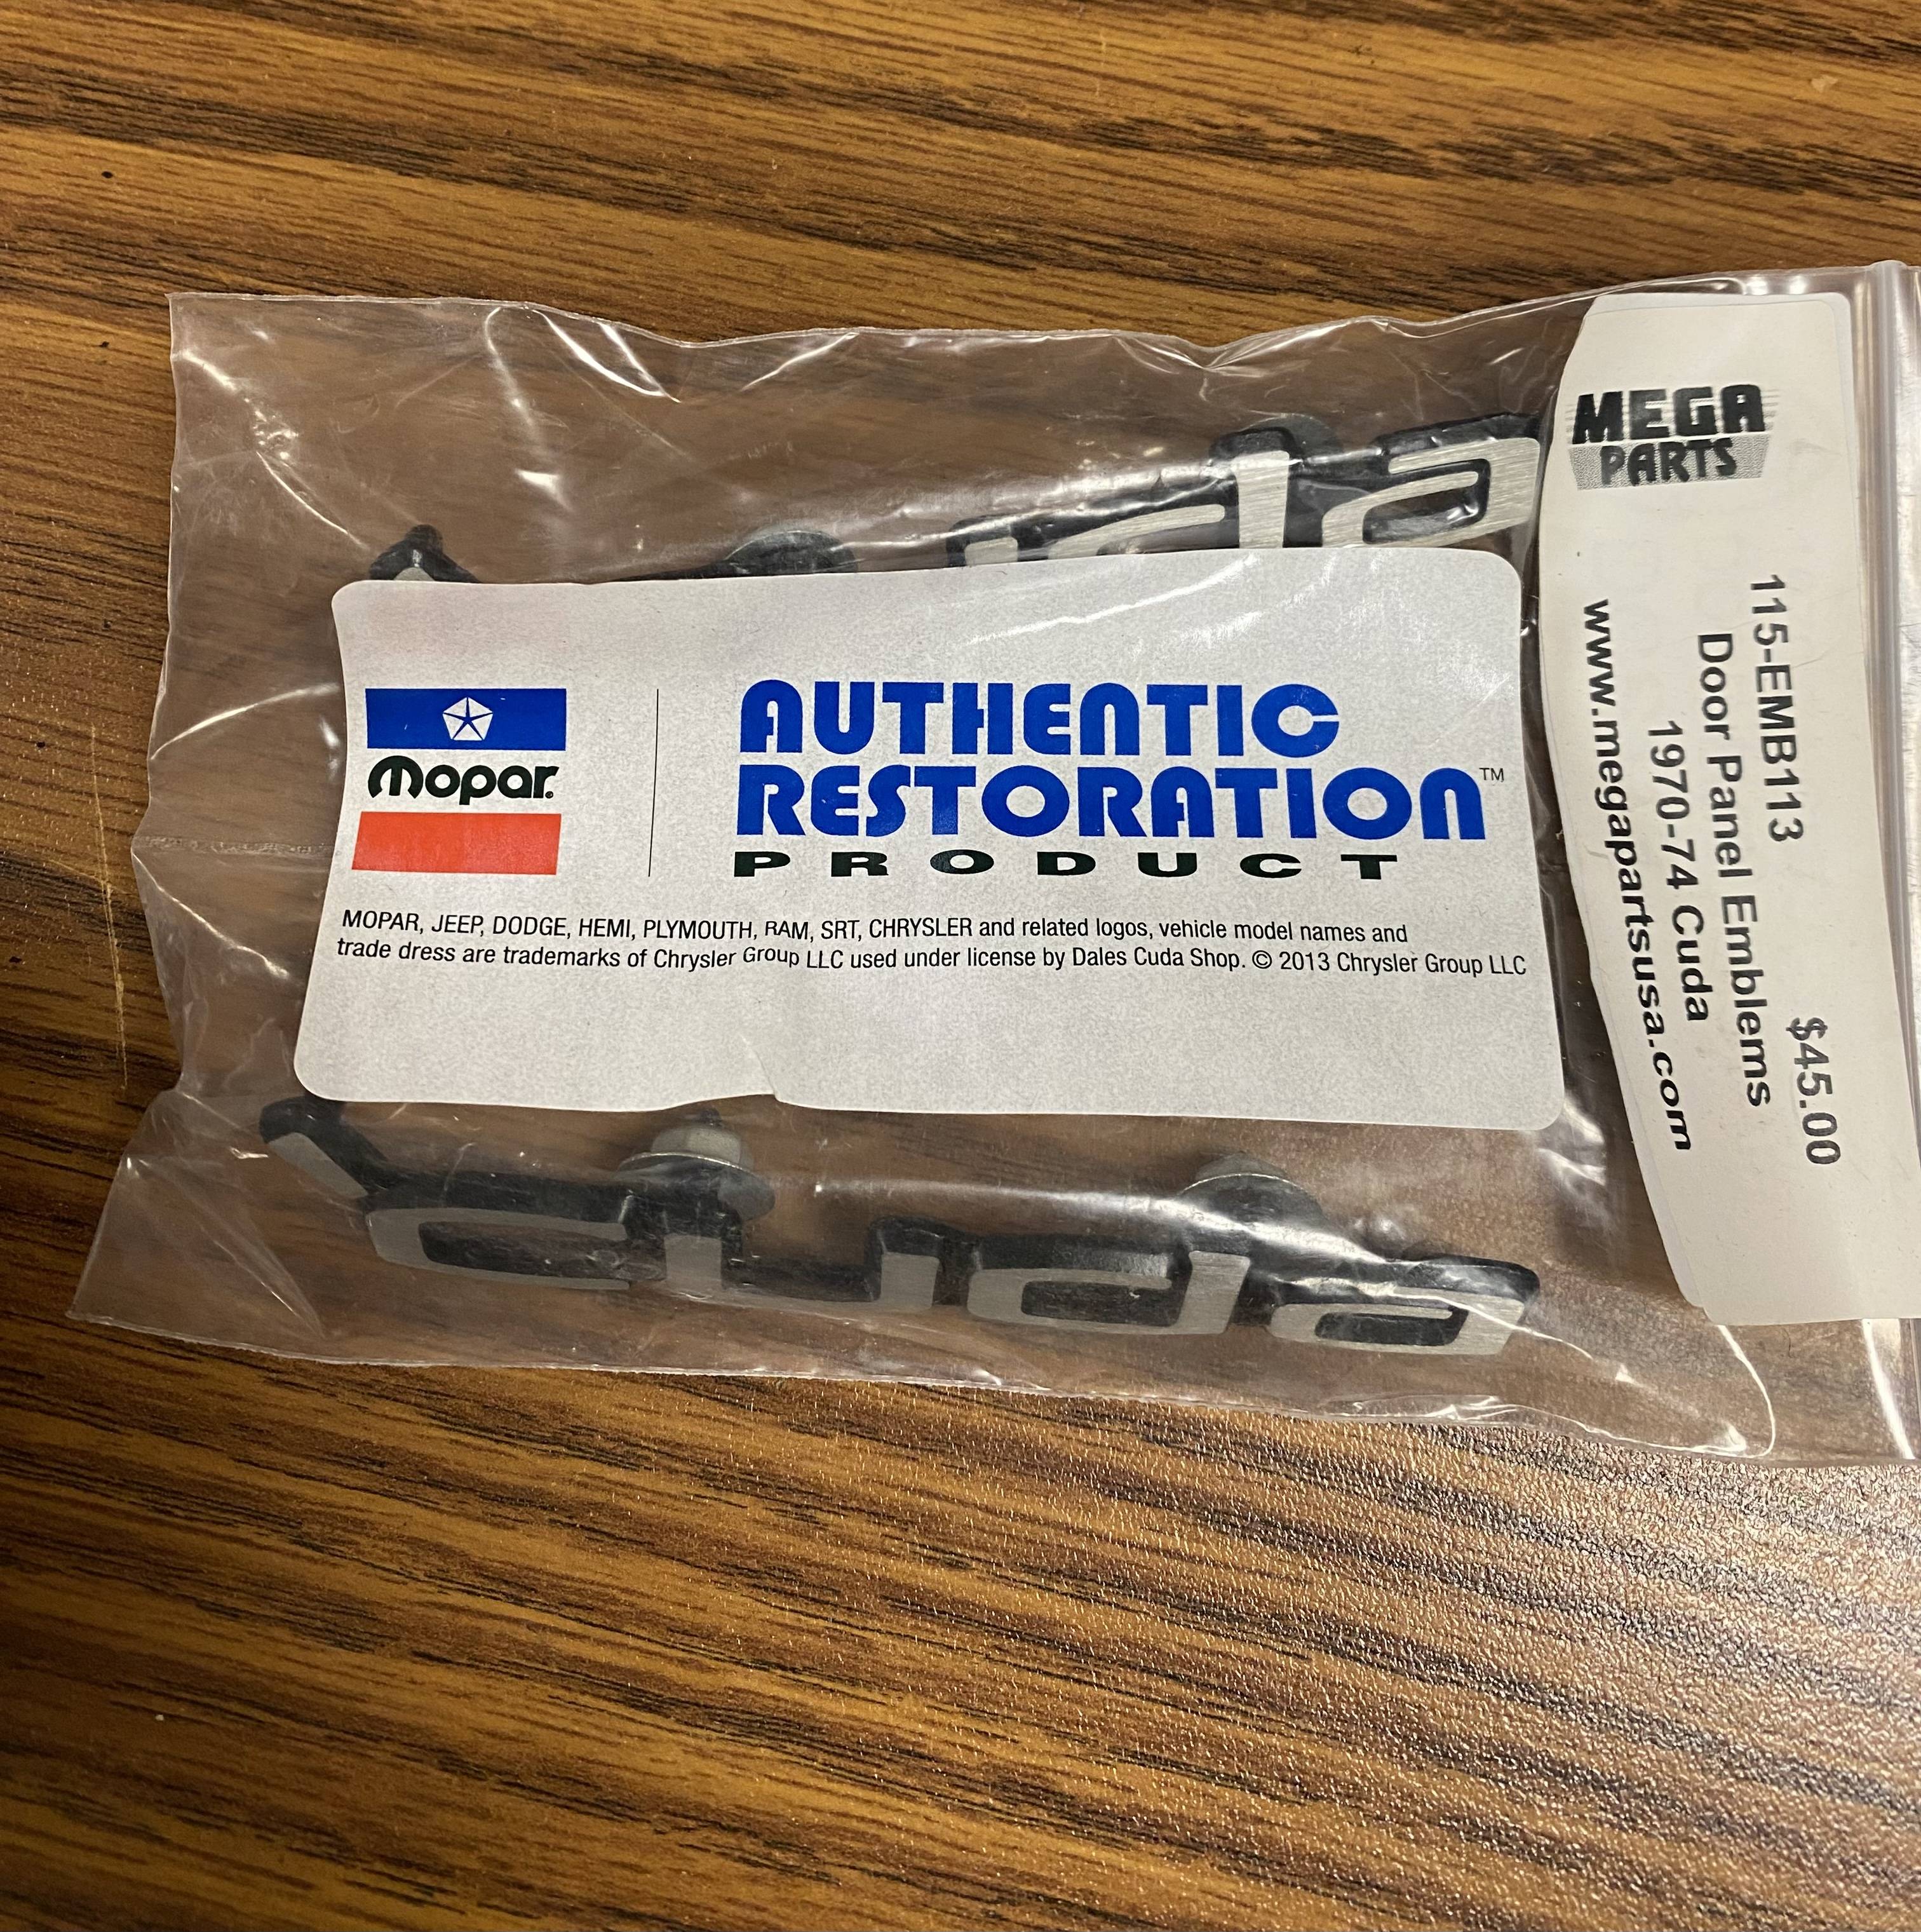 'cuda
Mopar
AUTHENTIC
RESTORATION™
PRODUCT
MOPAR, JEEP, DODGE, HEMI, PLYMOUTH, RAM, SRT, CHRYSLER and related logos, vehicle model names and
trade dress are trademarks of Chrysler Group LLC used under license by Dales Cuda Shop. © 2013 Chrysler Group LLC
'cuda
MEGA
PARTS
115-EMB113 $45.00
Door Panel Emblems
1970-74 Cuda
www.megapartsusa.com